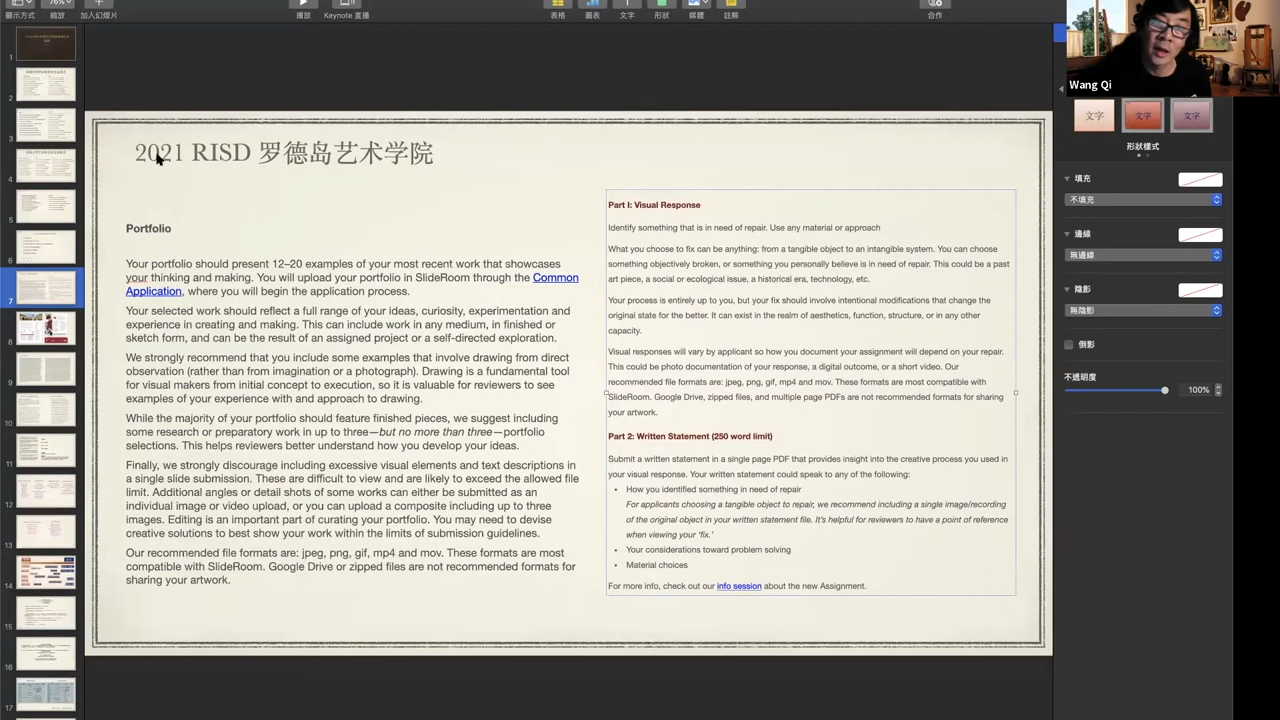 76%
縮放
加入幻燈片
播放
Keynote 直播
表格
圖表
文字
形狀
媒體
註解
合作
Wang Qi
2021 RISD 罗德岛艺术学院
Portfolio
Your portfolio should present 12–20 examples of your most recent work that showcases
your thinking and making. You will upload your portfolio in SlideRoom through the Common
Application, where you will begin the application process.
Your selected work should reflect a full range of your ideas, curiosity, experimentation and
experience in creating and making. This can include work in any medium, in finished or
sketch form, and can be the result of an assigned project or a self-directed exploration.
We strongly recommend that you include some examples that involve drawing from direct
observation (rather than from imagination or a photograph). Drawing is a fundamental tool
for visual makers from initial concept to execution, so it is valuable for reviewers to see
examples of your experience with and approach to drawing.
While the majority of your portfolio should feature finished pieces, we suggest including
some research or preparatory work in up to three—but no more than three—portfolio
selections. This helps reviewers to understand how you develop your ideas.
Finally, we strongly discourage including excessive visual elements and text descriptions in
a single slide submission. These are difficult to view and are likely to exceed the allowed file
limit. Additional angles or detail shots of some works can either be submitted as an
individual image or video upload, or you can upload a composite including up to three
images. Editing is an important part of curating your portfolio. You may need to devise
creative solutions to best show your work within the limits of submission guidelines.
Our recommended file formats are: jpeg, png, gif, mp4 and mov. These formats are most
compatible with SlideRoom. Google Drive or zipped files are not recommended formats for
sharing your artwork.
Part I: Visual Response
Identify something that is in need of repair. Use any material or approach
What you choose to fix can be anything: from a tangible object to an intangible system. You can choose
something objectively broken, or something you personally believe is in need of repair. This could be a past
art piece, a social or ecological issue, a historical era, technology, etc.
Your process is entirely up to you, but your fix should involve intentional modifications that change the
original state for the better. It can exist in the realm of aesthetics, function, structure, or in any other
capacity.
Visual responses will vary by applicant so how you document your assignment will depend on your repair.
This could be photo documentation of your response, a digital outcome, or a short video. Our
recommended file formats are: jpeg, png, gif, mp4 and mov. These formats are most compatible with
SlideRoom. Google Drive, zipped files, and multiple page PDFs are not recommended formats for sharing
your artwork.
Part 2: Written Statement (250 word limit)
Submit a written statement in a single page PDF that provides insight into the creative process you used in
your visual response. Your written statement could speak to any of the following:
• How you identified something in need of repair
For applicants choosing a tangible object to repair, we recommend including a single image/recording
of the original object in your written statement file. It's helpful for reviewers to have a point of reference
when viewing your 'fix.'
• Your considerations toward problem solving
• Material choices
For more info, check out our info session about the new Assignment.
文字
文字
文字
形狀樣式
填充
不填充
邊線
無邊線
陰影
無陰影
倒影
不透明度
100%
1
2
3
4
5
6
7
8
9
10
11
12
13
14
15
16
17